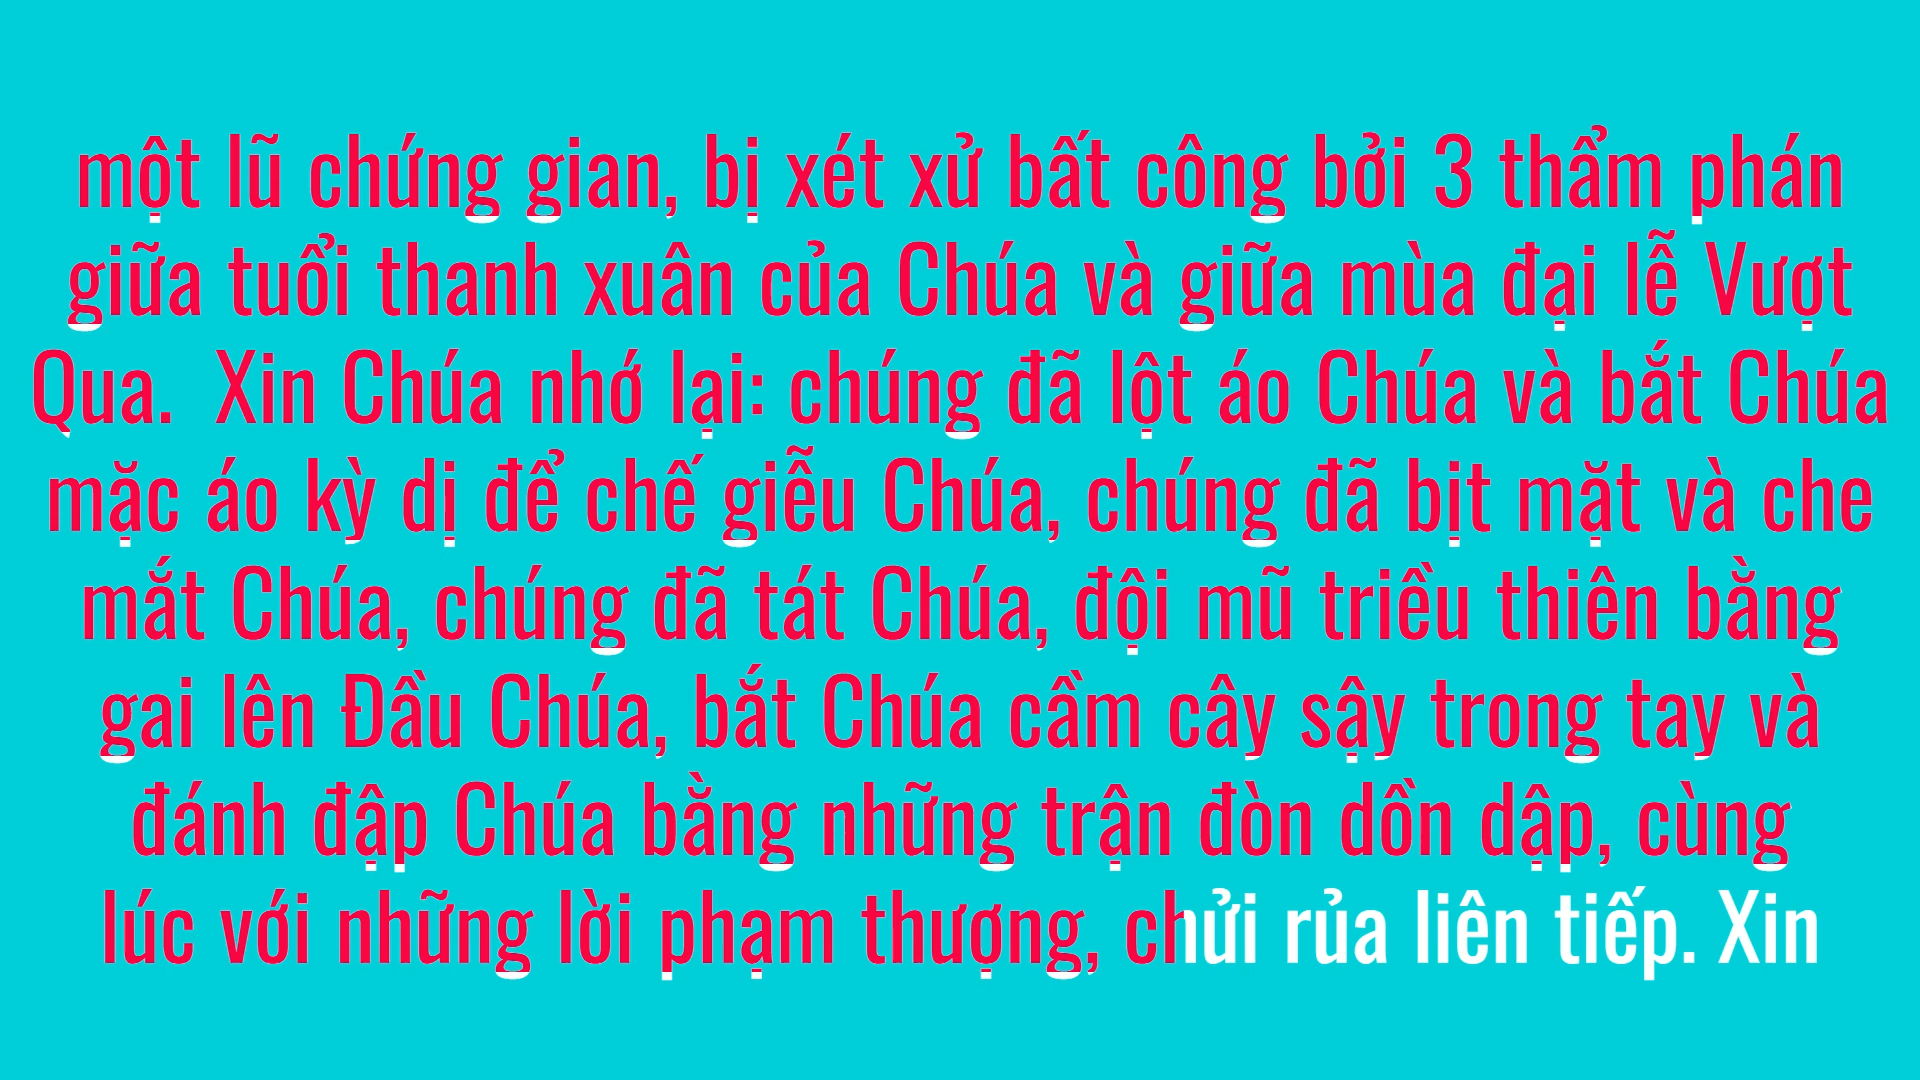 một lũ chứng gian, bị xét xử bất công bởi 3 thẩm phán
giữa tuổi thanh xuân của Chúa và giữa mùa đại lễ Vượt
Qua.  Xin Chúa nhớ lại: chúng đã lột áo Chúa và bắt Chúa
mặc áo kỳ dị để chế giễu Chúa, chúng đã bịt mặt và che
mắt Chúa, chúng đã tát Chúa, đội mũ triều thiên bằng
gai lên Đầu Chúa, bắt Chúa cầm cây sậy trong tay và
đánh đập Chúa bằng những trận đòn dồn dập, cùng
lúc với những lời phạm thượng, chửi rủa liên tiếp. Xin